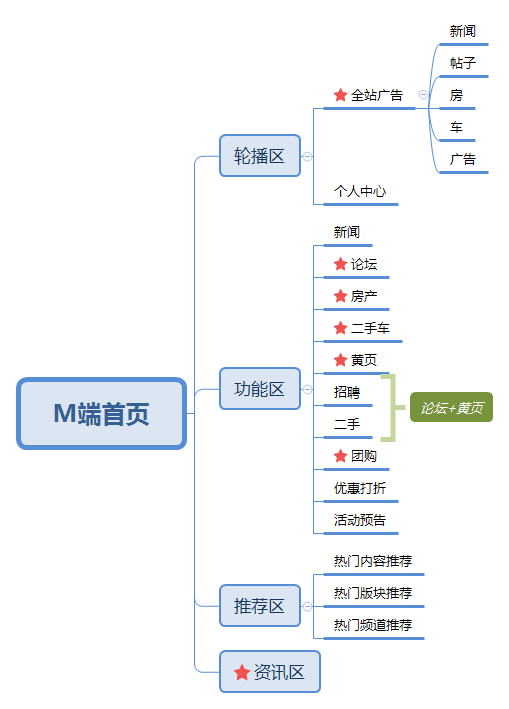 M端首页
轮播区
全站广告
新闻
帖子
房
车
广告
个人中心
功能区
新闻
论坛
房产
二手车
黄页
招聘
二手
论坛+黄页
团购
优惠打折
活动预告
推荐区
热门内容推荐
热门版块推荐
热门频道推荐
资讯区